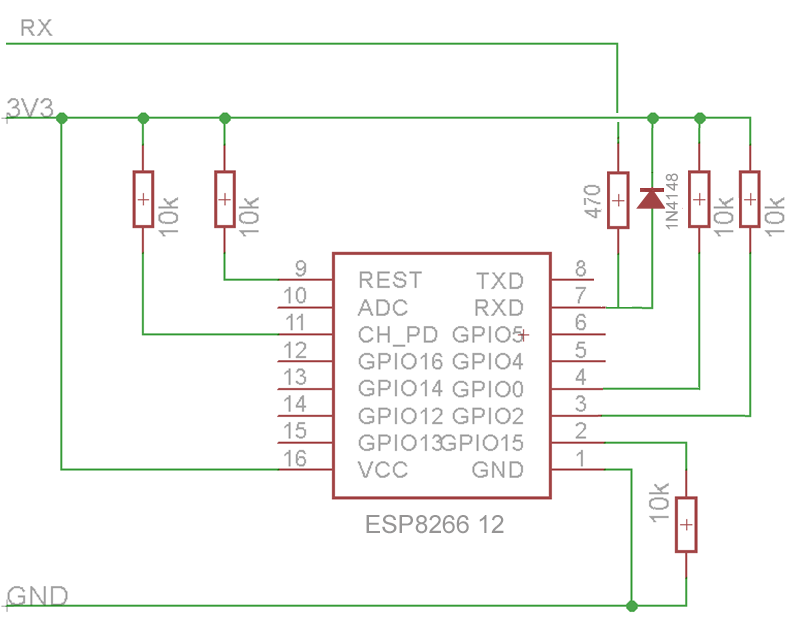 RX
3V3
10k
10k
470
1N4148
10k
10k
9 REST TXD 8
10 ADC RXD 7
11 CH_PD GPIO5 6
12 GPIO16 GPIO4 5
13 GPIO14 GPIO0 4
14 GPIO12 GPIO2 3
15 GPIO13 GPIO15 2
16 VCC GND 1
10k
ESP8266 12
GND